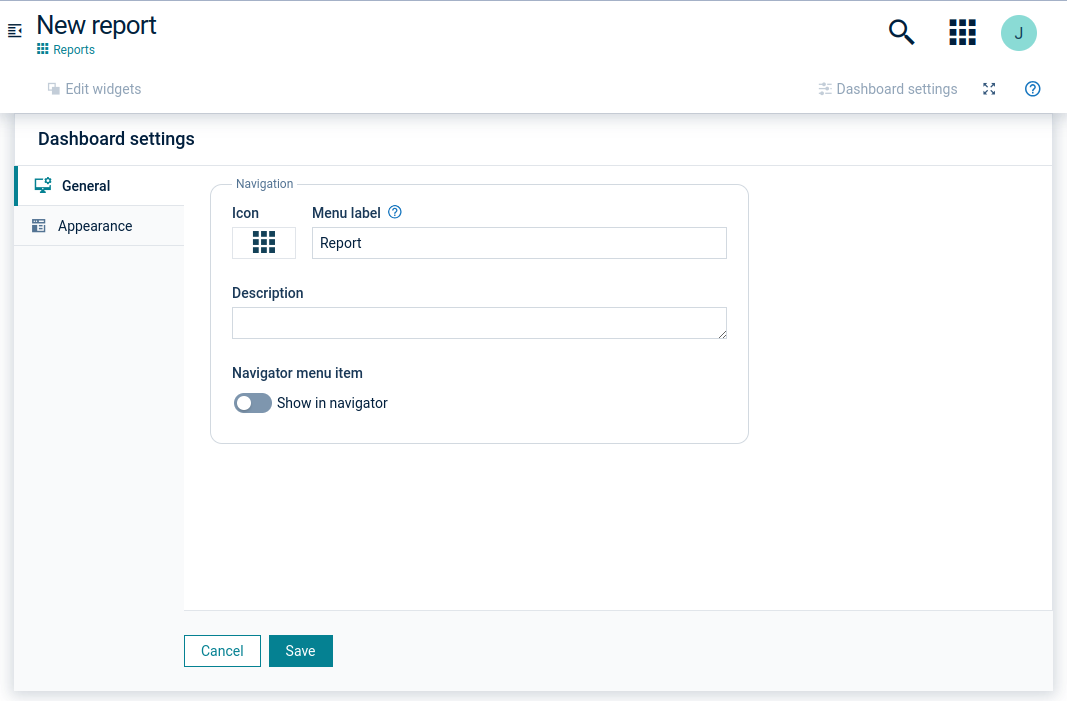 New report
Reports
J
Edit widgets
Dashboard settings
Dashboard settings
General
Appearance
Navigation
Icon
Menu label
Report
Description
Navigator menu item
Show in navigator
Cancel
Save